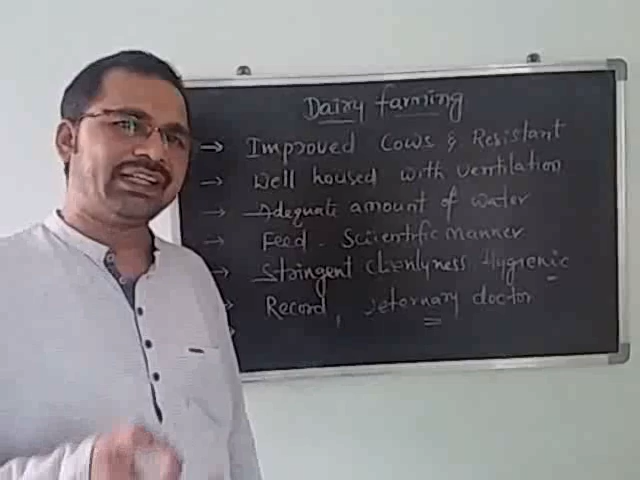 Dairy farming
→ Improved Cows & Resistant
→ Well housed with ventilation
→ Adequate amount of water
→ Feed - Scientific Manner
→ Stringent clienlyness Hygienic
→ Record, veternary doctor